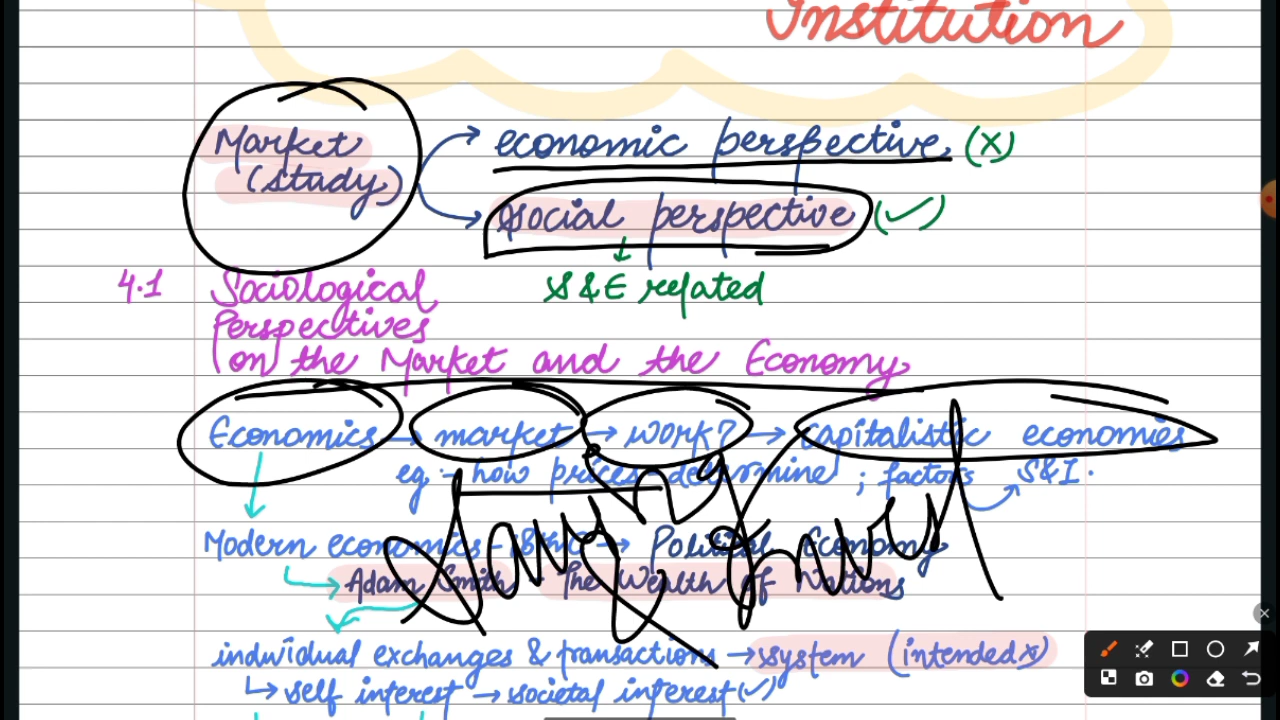 Institution
Market → economic perspective (x)
(study) → social perspective (✓)
↓
4.1 Sociological S & E related
Perspectives
on the Market and the Economy
Economics → market → work? → capitalistic economies
eg → how prices determine ; factors → S&I.
Modern economics - → Political Economy
↳ Adam Smith The Wealth of Nations
individual exchanges & transactions → system (intended x)
↳ self interest → societal interest (✓)